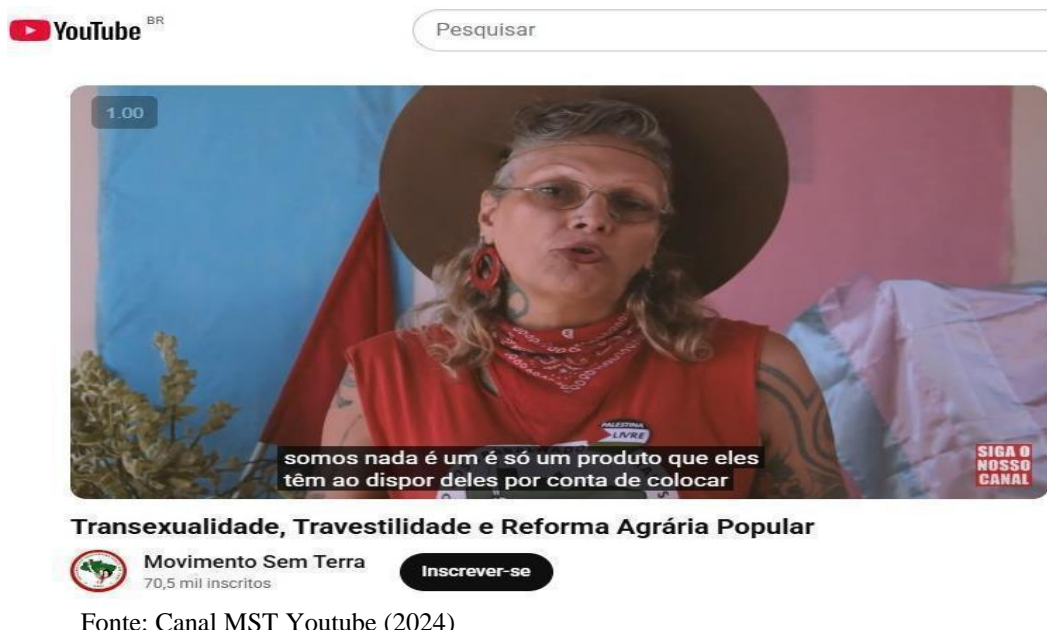 YouTube BR
Pesquisar
1.00
PALESTINA
LIVRE
somos nada é um é só um produto que eles
têm ao dispor deles por conta de colocar
SIGA O
NOSSO
CANAL
Transexualidade, Travestilidade e Reforma Agrária Popular
Movimento Sem Terra
70,5 mil inscritos
Inscrever-se
Fonte: Canal MST Youtube (2024)